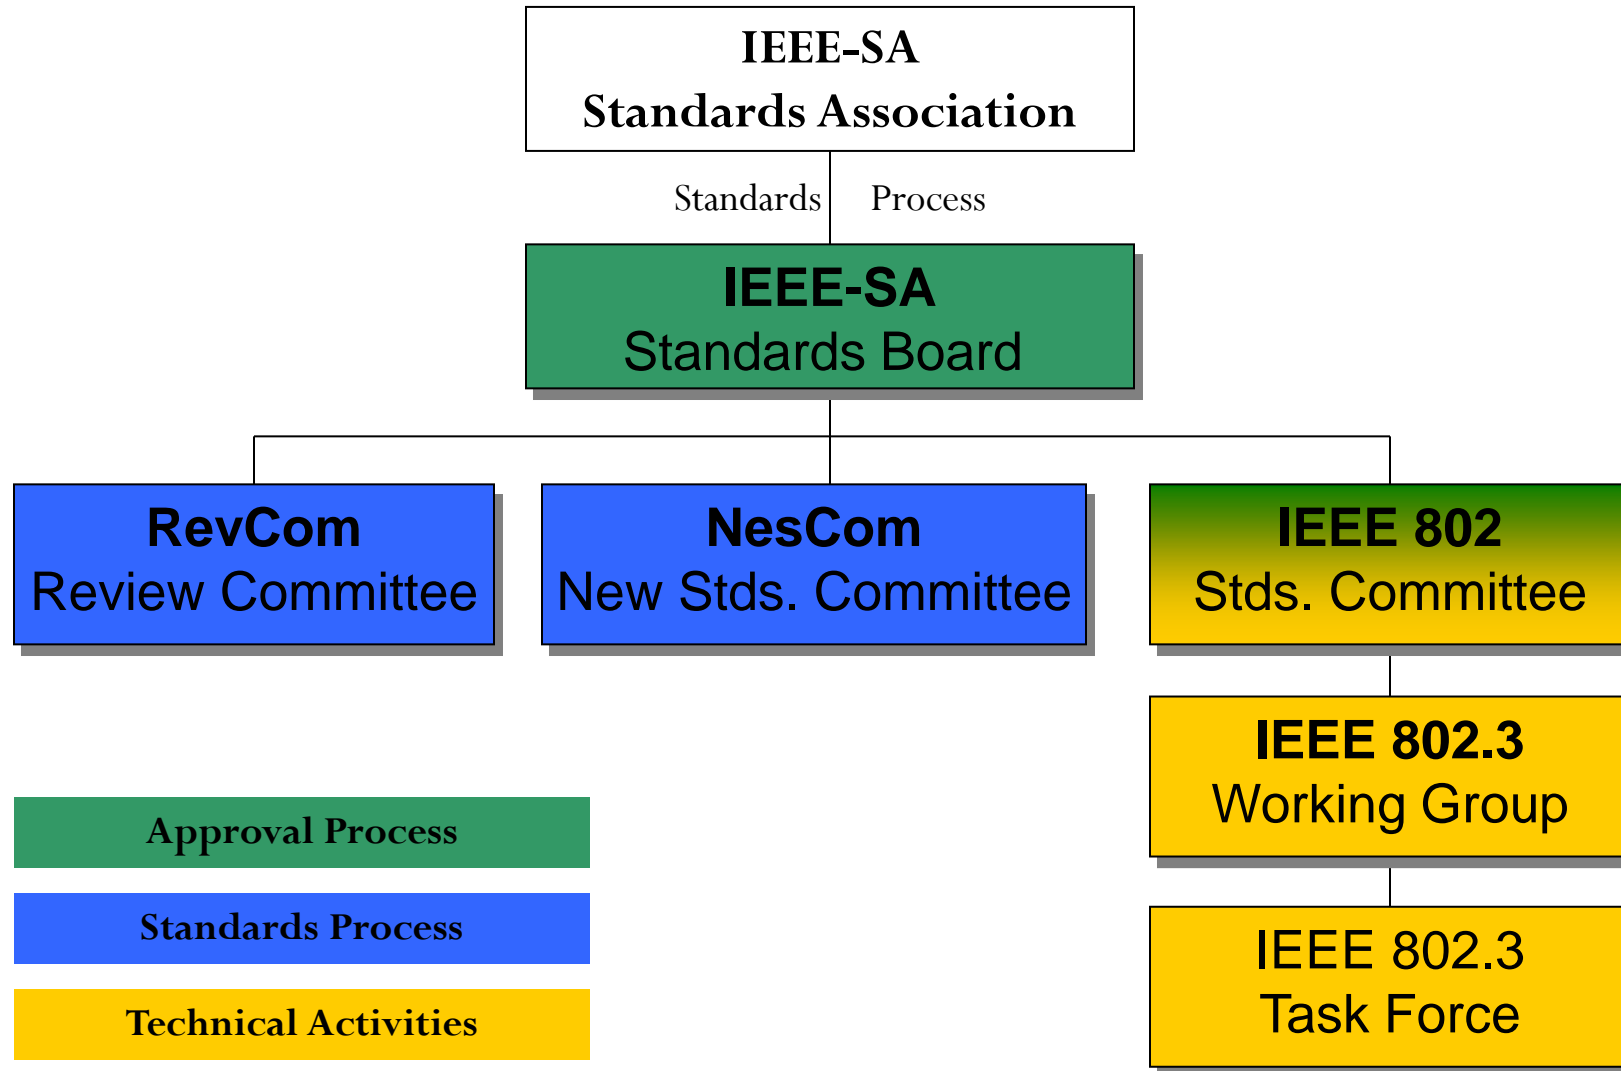 IEEE-SA
Standards Association
Standards Process
IEEE-SA
Standards Board
RevCom
Review Committee
NesCom
New Stds. Committee
IEEE 802
Stds. Committee
IEEE 802.3
Working Group
IEEE 802.3
Task Force
Approval Process
Standards Process
Technical Activities